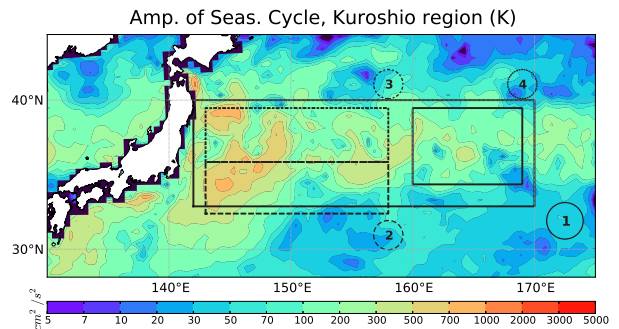 Amp. of Seas. Cycle, Kuroshio region (K)
3
4
40°N
1
2
30°N
140°E
150°E
160°E
170°E
cm²/s²
5 7 10 20 30 50 70 100 200 300 500 700 1000 2000 3000 5000